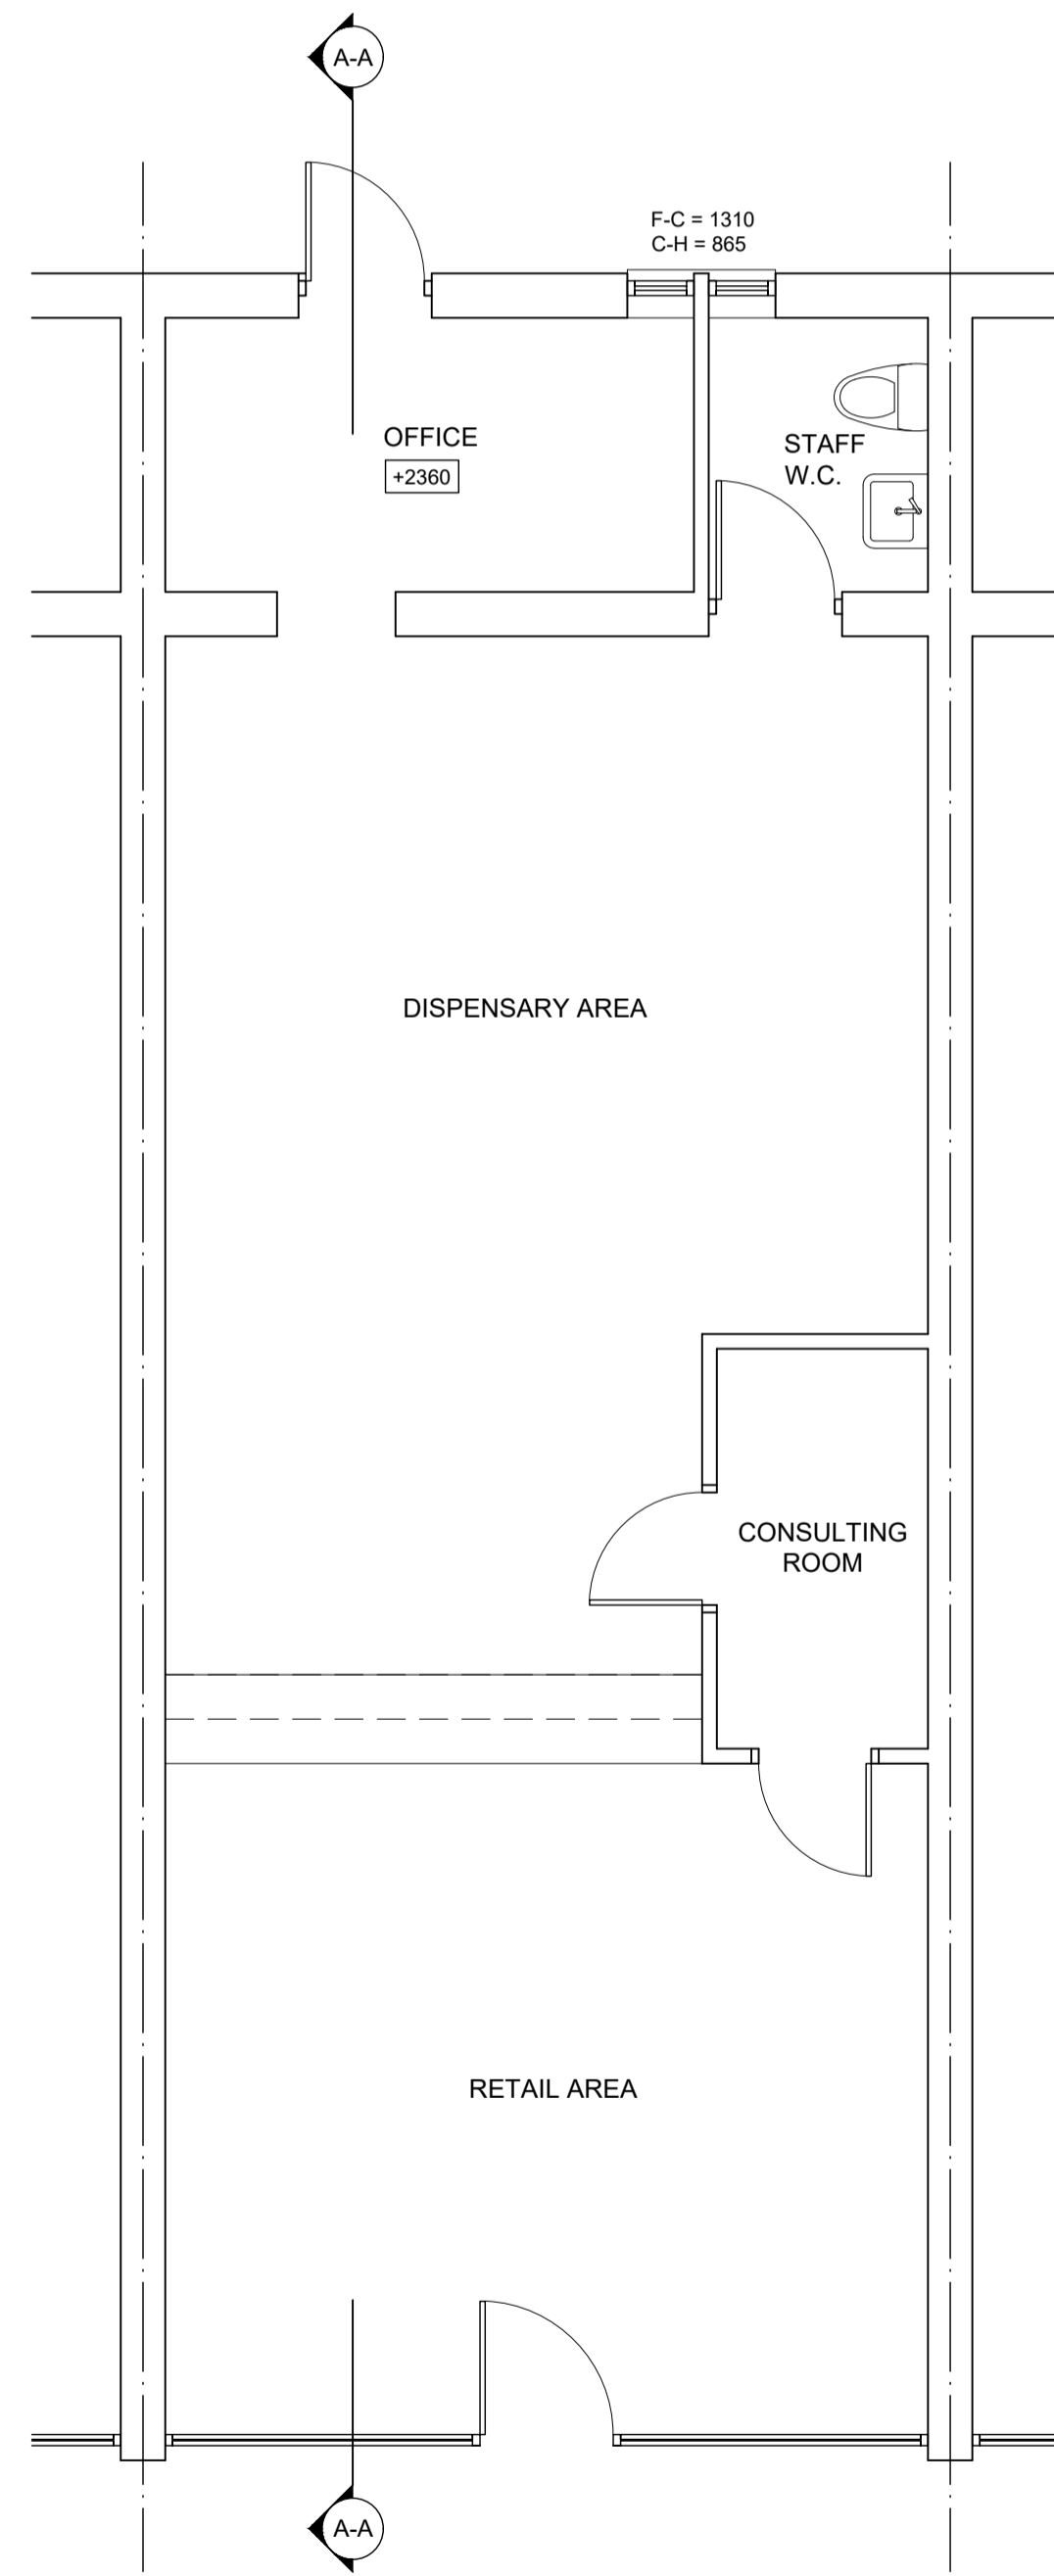 A-A
F-C = 1310
C-H = 865
OFFICE
+2360
STAFF
W.C.
DISPENSARY AREA
CONSULTING
ROOM
RETAIL AREA
A-A